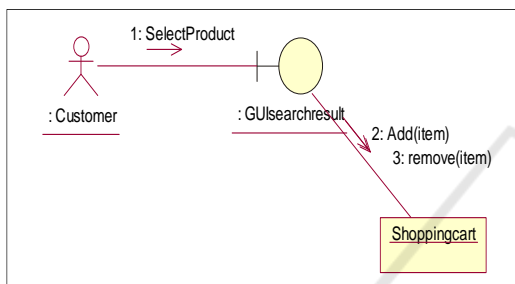 1: SelectProduct
: Customer
: GUIsearchresult
2: Add(item)
3: remove(item)
Shoppingcart